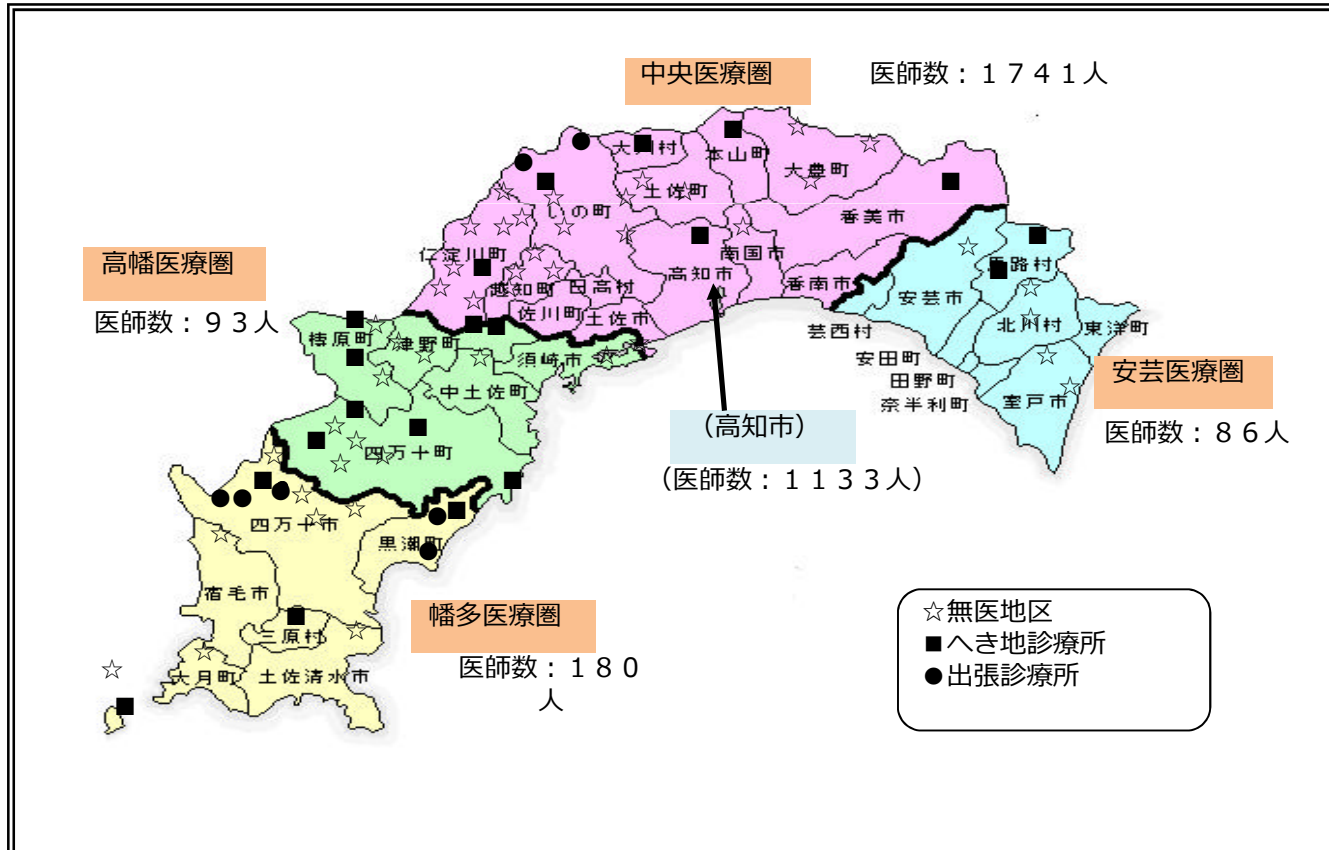 中央医療圏
医師数：１７４１人
大川村
本山町
大豊町
土佐町
いの町
香美市
仁淀川町
南国市
高知市
馬路村
越知町
日高村
香南市
安芸市
佐川町
土佐市
北川村
東洋町
芸西村
安田町
田野町
奈半利町
室戸市
高幡医療圏
医師数：９３人
梼原町
津野町
須崎市
中土佐町
四万十町
安芸医療圏
医師数：８６人
（高知市）
（医師数：１１３３人）
四万十市
黒潮町
宿毛市
三原村
大月町
土佐清水市
幡多医療圏
医師数：１８０
人
☆無医地区
■へき地診療所
●出張診療所